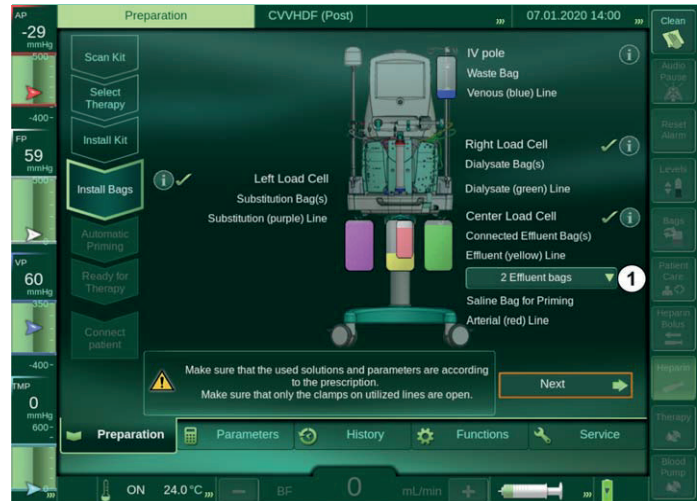 AP
-29
mmHg
500
-400-
FP
59
mmHg
500
VP
60
mmHg
350
-400-
TMP
0
mmHg
600-
Preparation
CVVHDF (Post)
07.01.2020 14:00
Scan Kit
Select
Therapy
Install Kit
Install Bags
Automatic
Priming
Ready for
Therapy
Connect
patient
Left Load Cell
Substitution Bag(s)
Substitution (purple) Line
IV pole
Waste Bag
Venous (blue) Line
Right Load Cell
Dialysate Bag(s)
Dialysate (green) Line
Center Load Cell
Connected Effluent Bag(s)
Effluent (yellow) Line
2 Effluent bags
1
Saline Bag for Priming
Arterial (red) Line
Make sure that the used solutions and parameters are according
to the prescription.
Make sure that only the clamps on utilized lines are open.
Next
Preparation
Parameters
History
Functions
Service
ON
24.0 °C
BF
0
mL/min
Clean
Audio
Pause
Reset
Alarm
Levels
Bags
Patient
Care
Heparin
Bolus
Heparin
Therapy
Blood
Pump